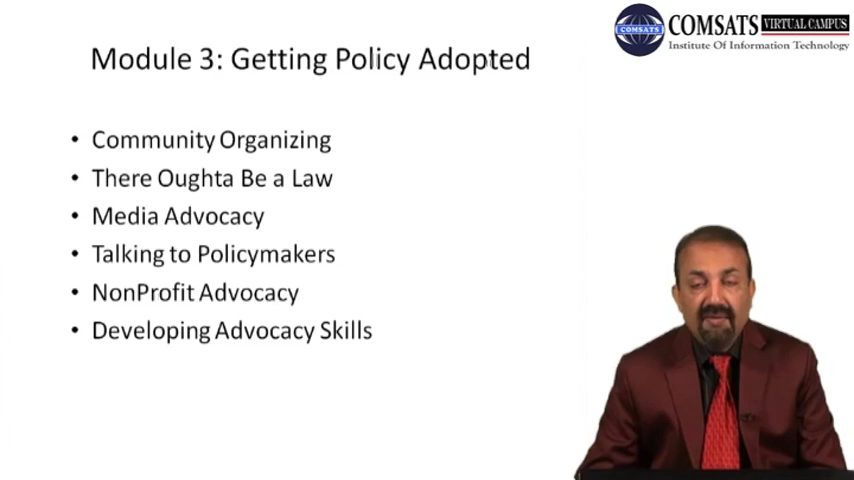 COMSATS VIRTUAL CAMPUS
COMSATS
Institute Of Information Technology
Module 3: Getting Policy Adopted
• Community Organizing
• There Oughta Be a Law
• Media Advocacy
• Talking to Policymakers
• NonProfit Advocacy
• Developing Advocacy Skills